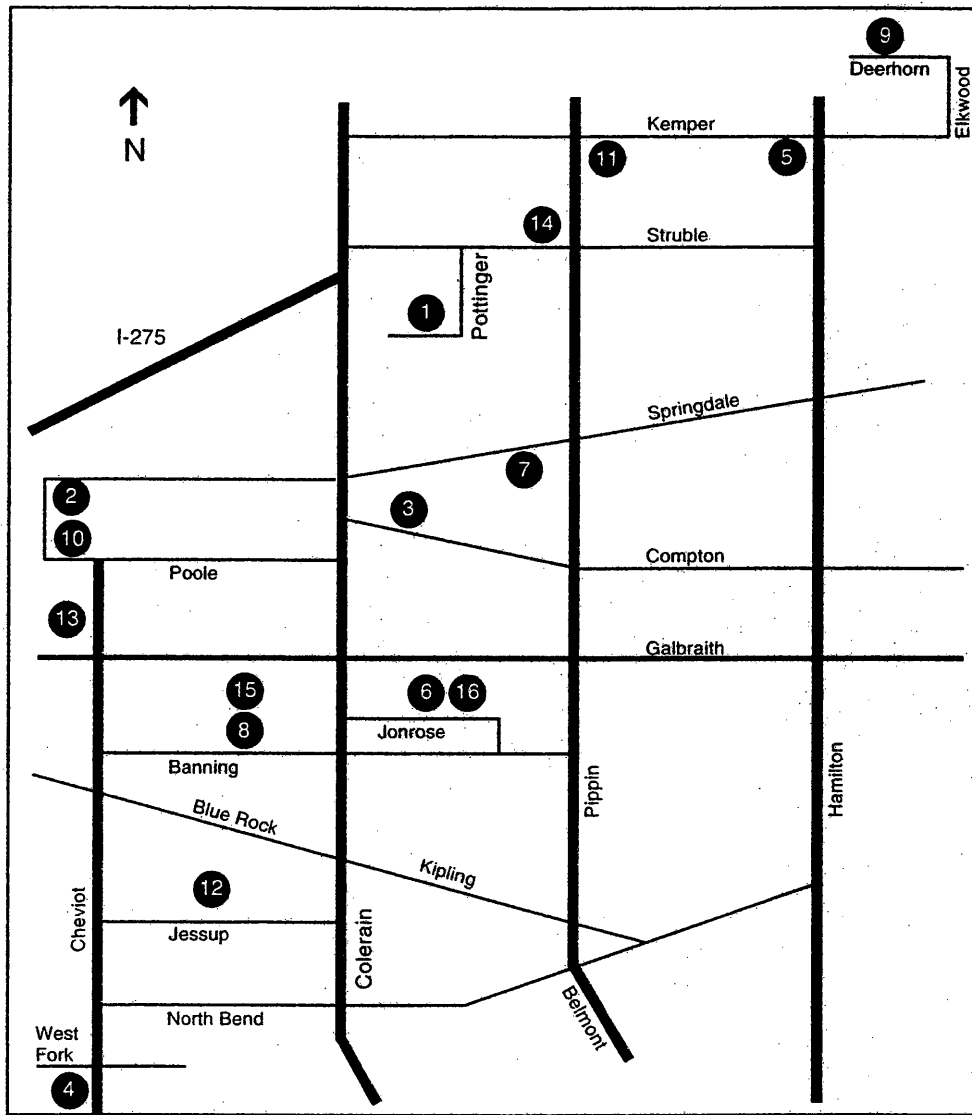 9
Deerhorn
Elkwood
N
Kemper
11
5
14
Struble
Pottinger
1
I-275
Springdale
7
2
3
10
Compton
Poole
13
Galbraith
15
6
16
8
Jonrose
Banning
Pippin
Hamilton
Blue Rock
Kipling
12
Cheviot
Jessup
Colerain
North Bend
Belmont
West
Fork
4